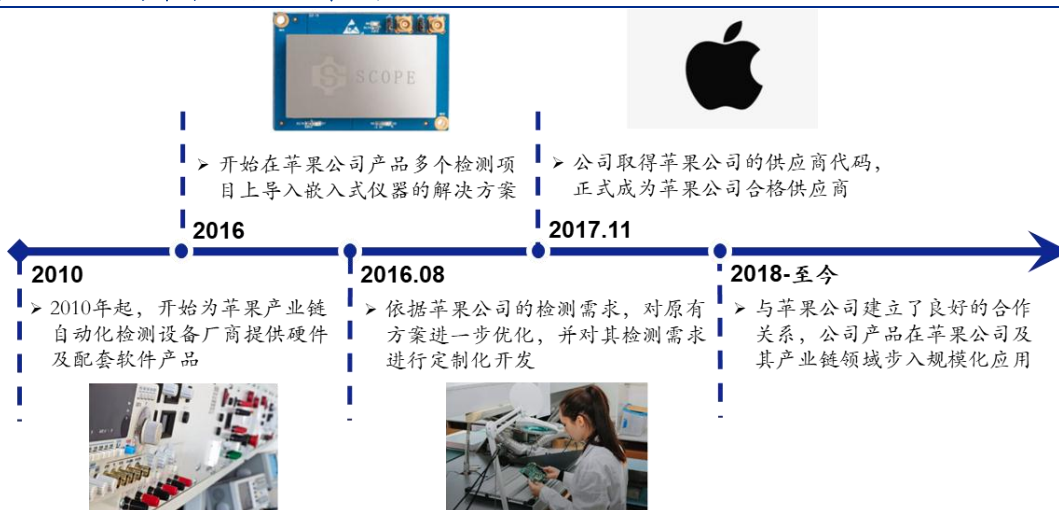 SCOPE
➢ 开始在苹果公司产品多个检测项
目上导入嵌入式仪器的解决方案
➢ 公司取得苹果公司的供应商代码，
正式成为苹果公司合格供应商
2016
2017.11
2010
2016.08
2018-至今
➢ 2010年起，开始为苹果产业链
自动化检测设备厂商提供硬件
及配套软件产品
➢ 依据苹果公司的检测需求，对原有
方案进一步优化，并对其检测需求
进行定制化开发
➢ 与苹果公司建立了良好的合作
关系，公司产品在苹果公司及
其产业链领域步入规模化应用